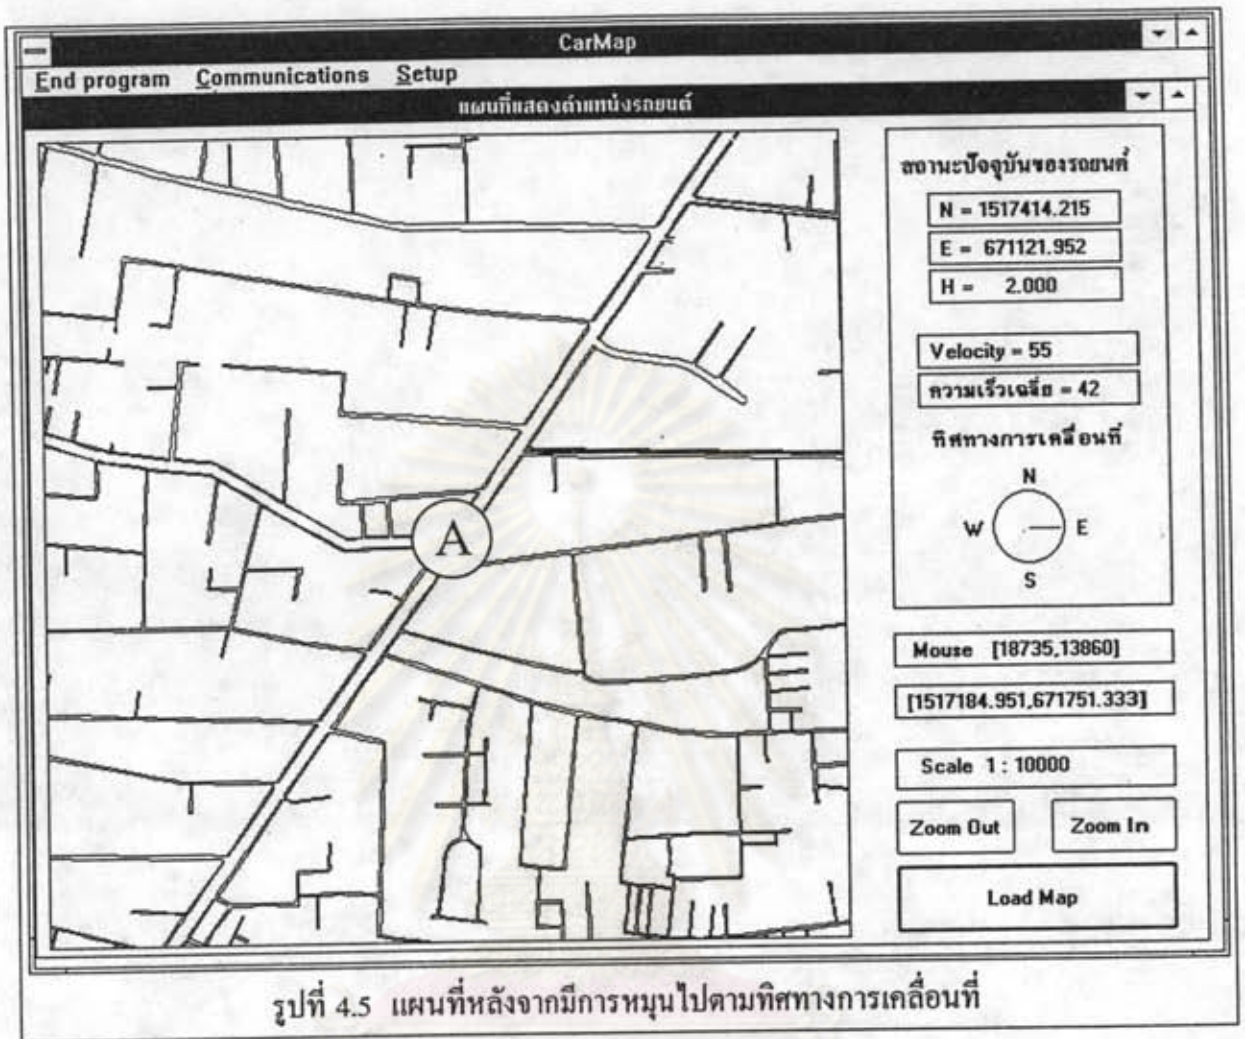 CarMap
End program Communications Setup
แผนที่แสดงตำแหน่งรถยนต์
A
สถานะปัจจุบันของรถยนต์
N = 1517414.215
E = 671121.952
H = 2.000
Velocity = 55
ความเร็วเฉลี่ย = 42
ทิศทางการเคลื่อนที่
N
W E
S
Mouse [18735,13860]
[1517184.951,671751.333]
Scale 1 : 10000
Zoom Out Zoom In
Load Map
รูปที่ 4.5 แผนที่หลังจากมีการหมุนไปตามทิศทางการเคลื่อนที่